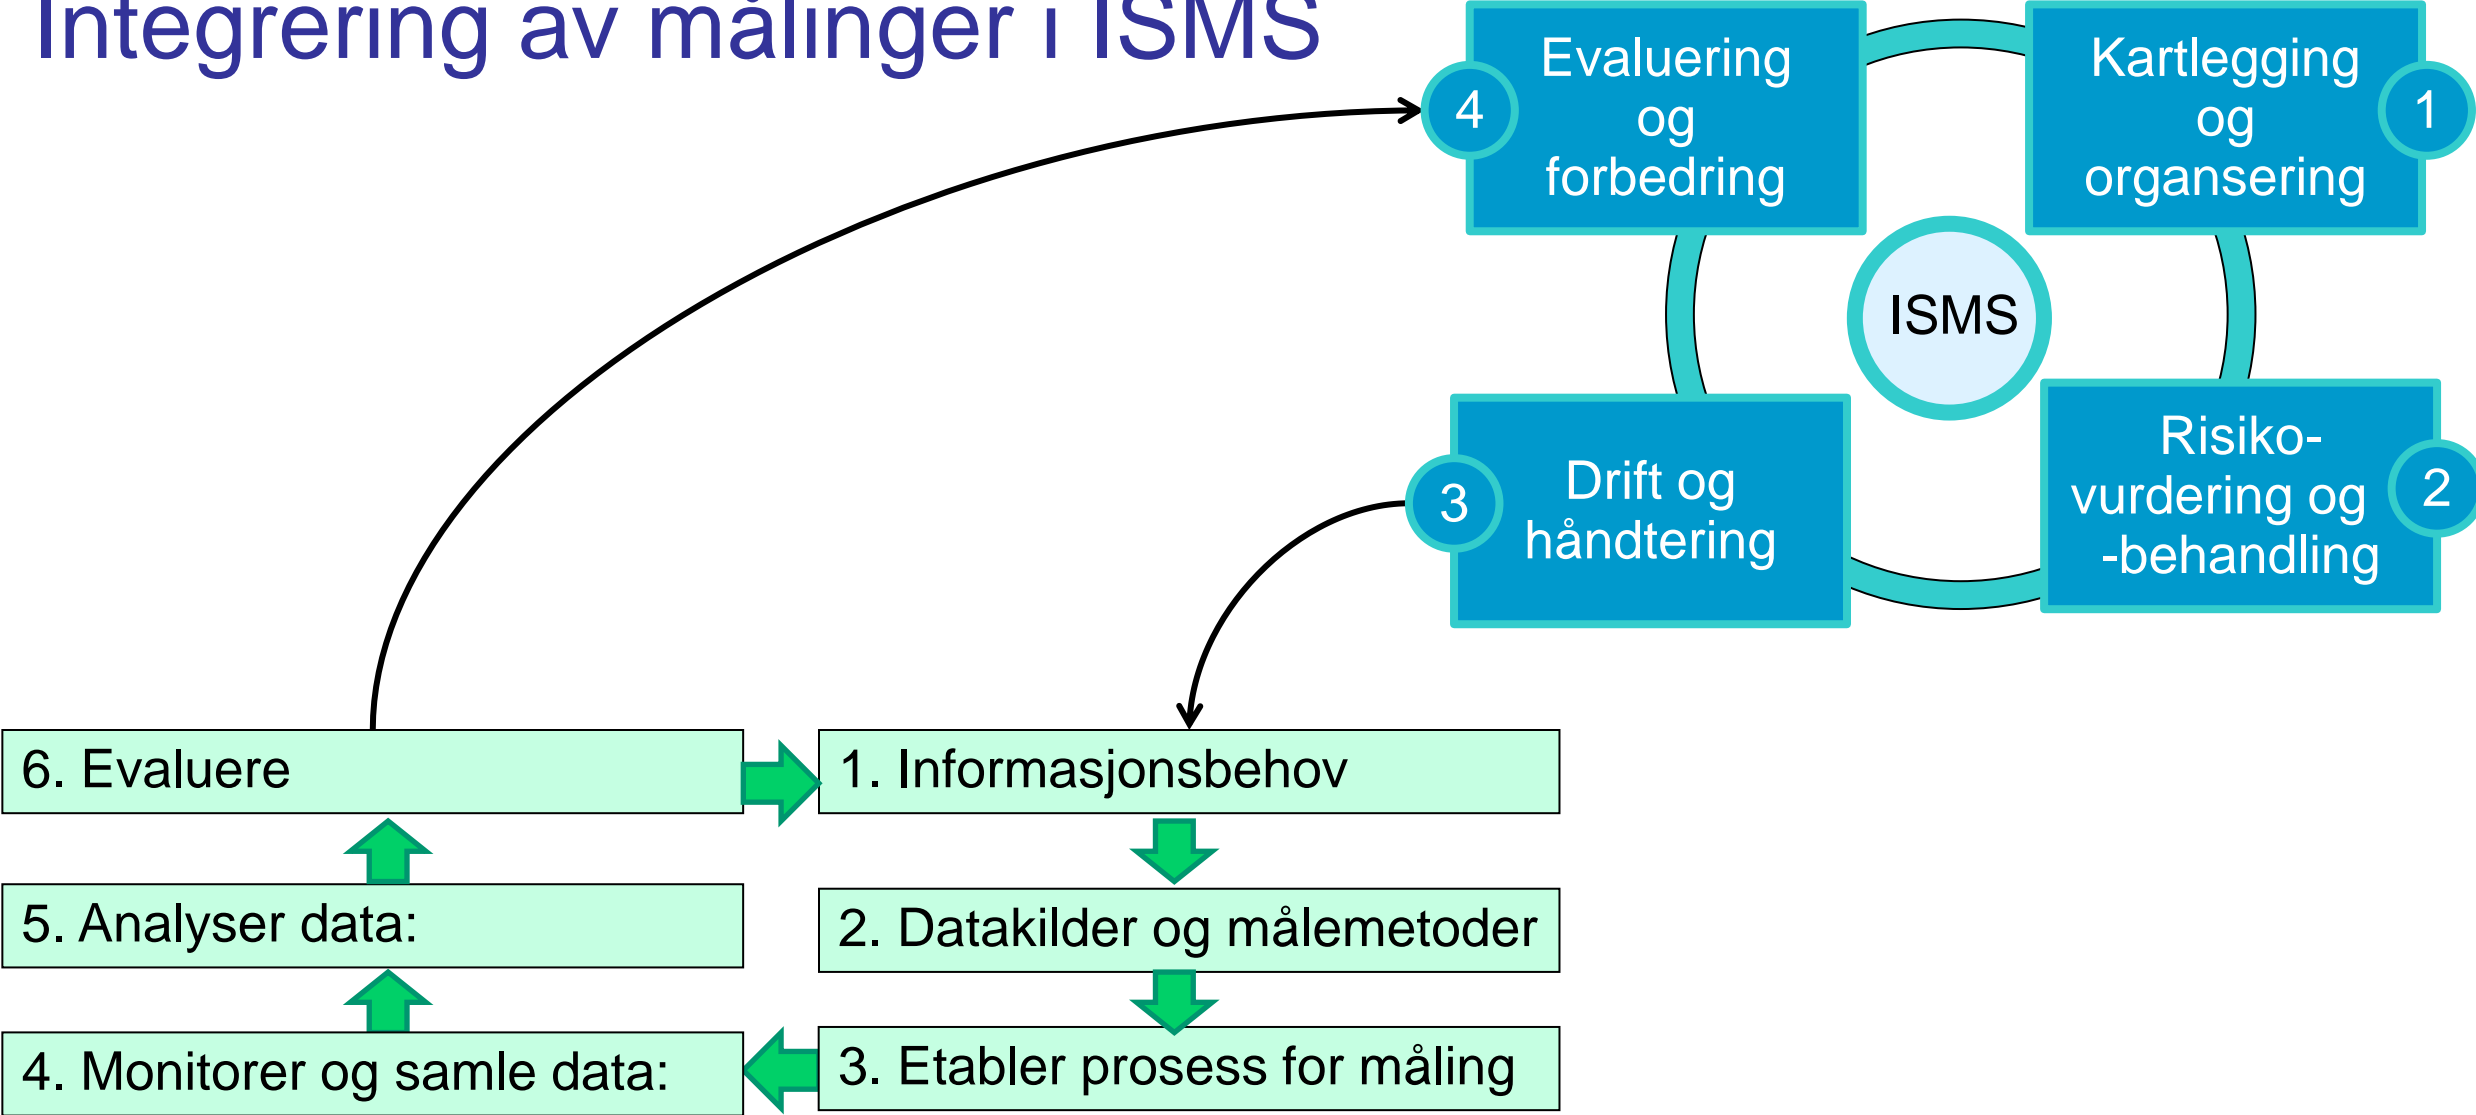 Integrering av målinger i ISMS
4
Evaluering
og
forbedring
Kartlegging
og
organsering
1
ISMS
3
Drift og
håndtering
Risiko-
vurdering og
-behandling
2
6. Evaluere
1. Informasjonsbehov
5. Analyser data:
2. Datakilder og målemetoder
4. Monitorer og samle data:
3. Etabler prosess for måling